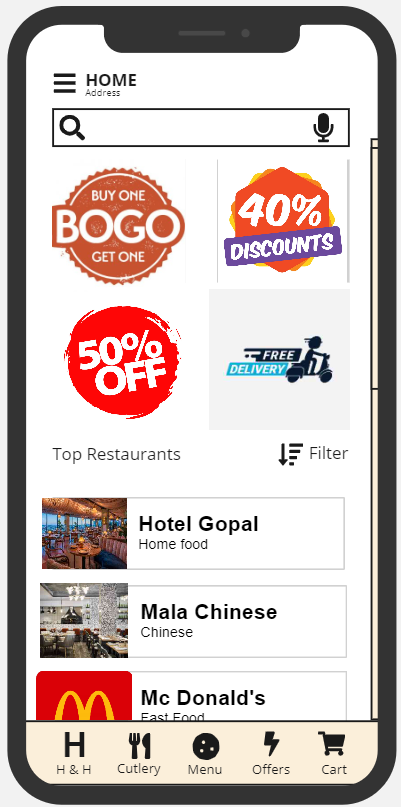 HOME
Address
BUY ONE
BOGO
GET ONE
40%
DISCOUNTS
50%
OFF
FREE
DELIVERY
Top Restaurants
Filter
Hotel Gopal
Home food
Mala Chinese
Chinese
Mc Donald's
Fast Food
H
H & H
Cutlery
Menu
Offers
Cart